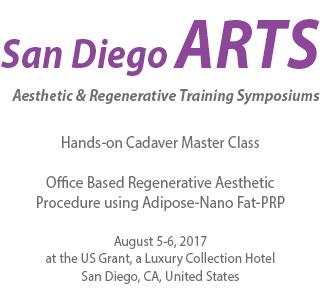 San Diego ARTS
Aesthetic & Regenerative Training Symposiums
Hands-on Cadaver Master Class
Office Based Regenerative Aesthetic
Procedure using Adipose-Nano Fat-PRP
August 5-6, 2017
at the US Grant, a Luxury Collection Hotel
San Diego, CA, United States